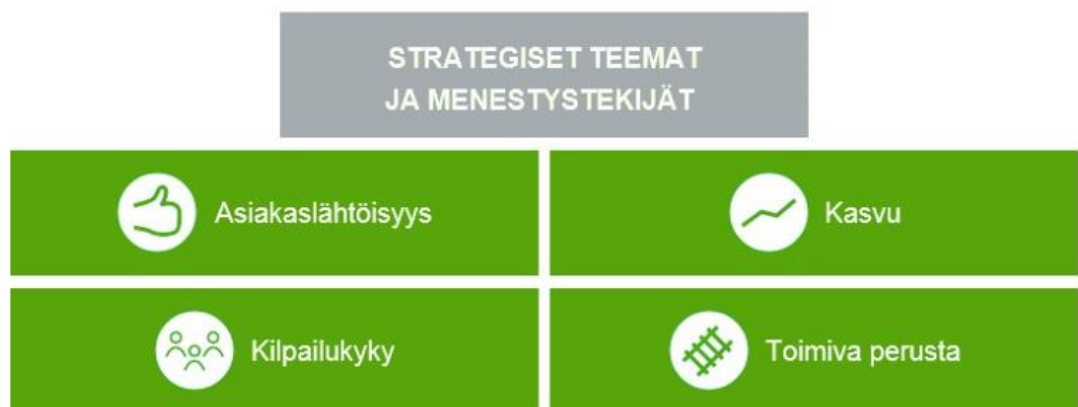 STRATEGISET TEEMAT
JA MENESTYSTEKIJÄT
Asiakaslähtöisyys
Kasvu
Kilpailukyky
Toimiva perusta